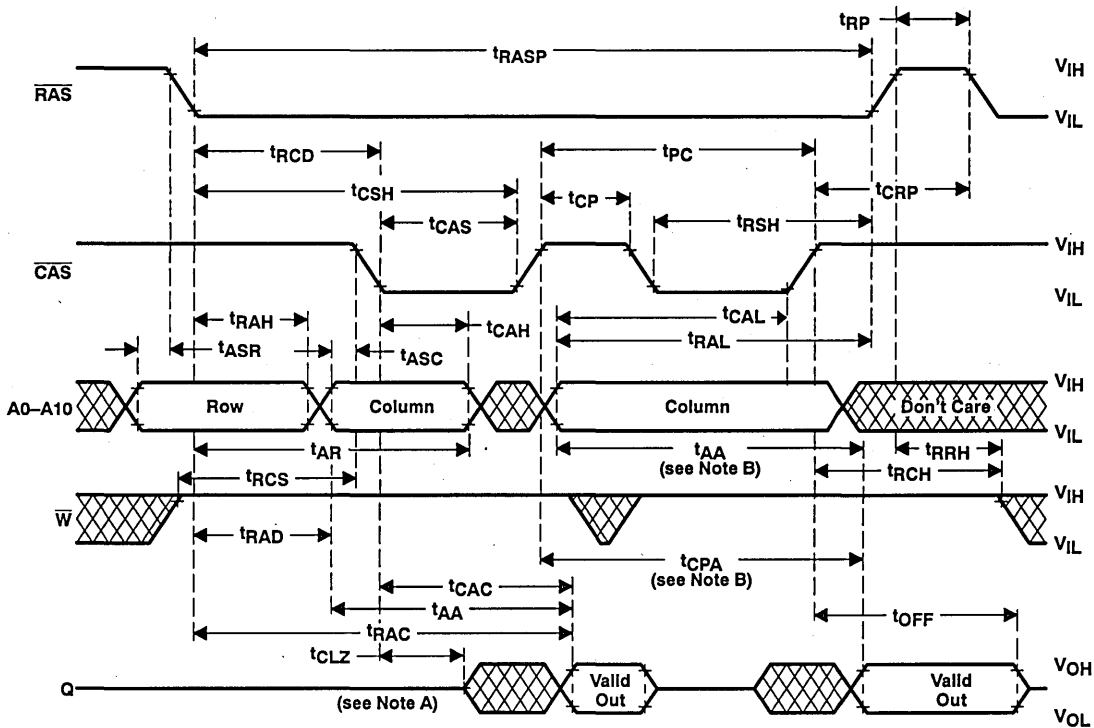 tRP
tRASP
VIH
RAS
VIL
tRCD
tPC
tCSH
tCP
tCRP
tCAS
tRSH
VIH
CAS
VIL
tRAH
tCAH
tCAL
tASR
tASC
tRAL
VIH
A0–A10
Row
Column
Column
Don't Care
VIL
tAR
tAA
tRRH
(see Note B)
tRCS
tRCH
VIH
W
VIL
tRAD
tCPA
(see Note B)
tCAC
tAA
tOFF
tRAC
tCLZ
VOH
Q
(see Note A)
Valid
Out
Valid
Out
VOL